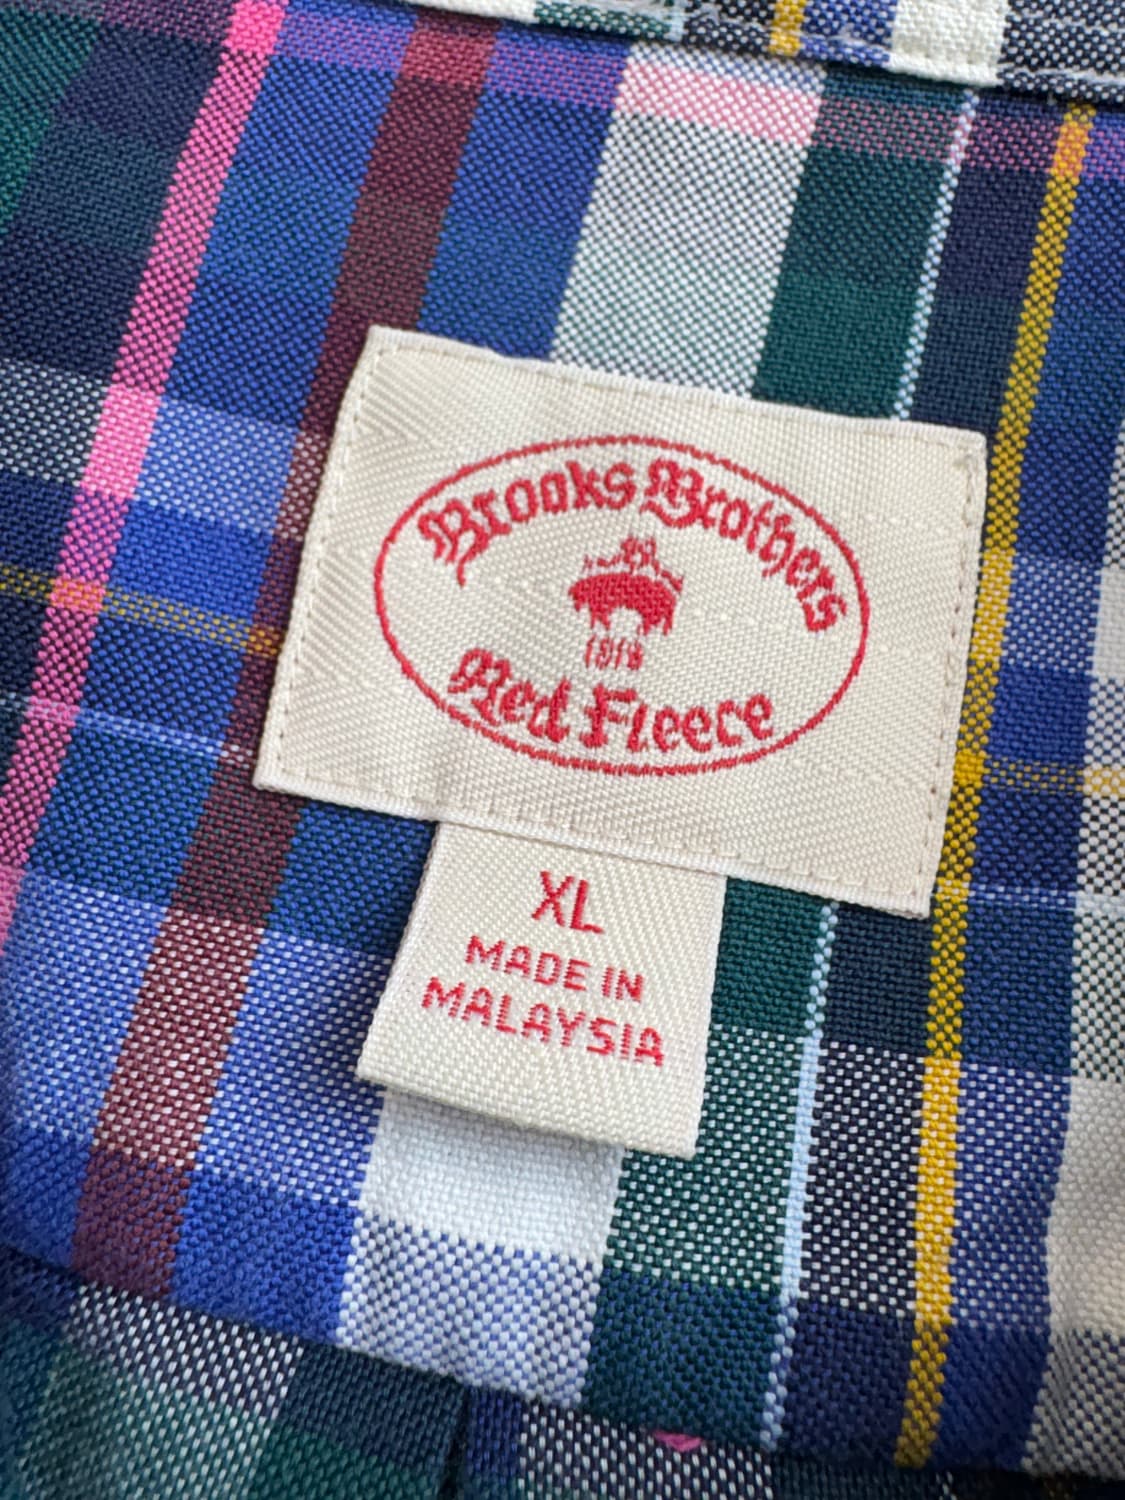 Brooks Brothers
1818
Red Fleece
XL
MADE IN
MALAYSIA